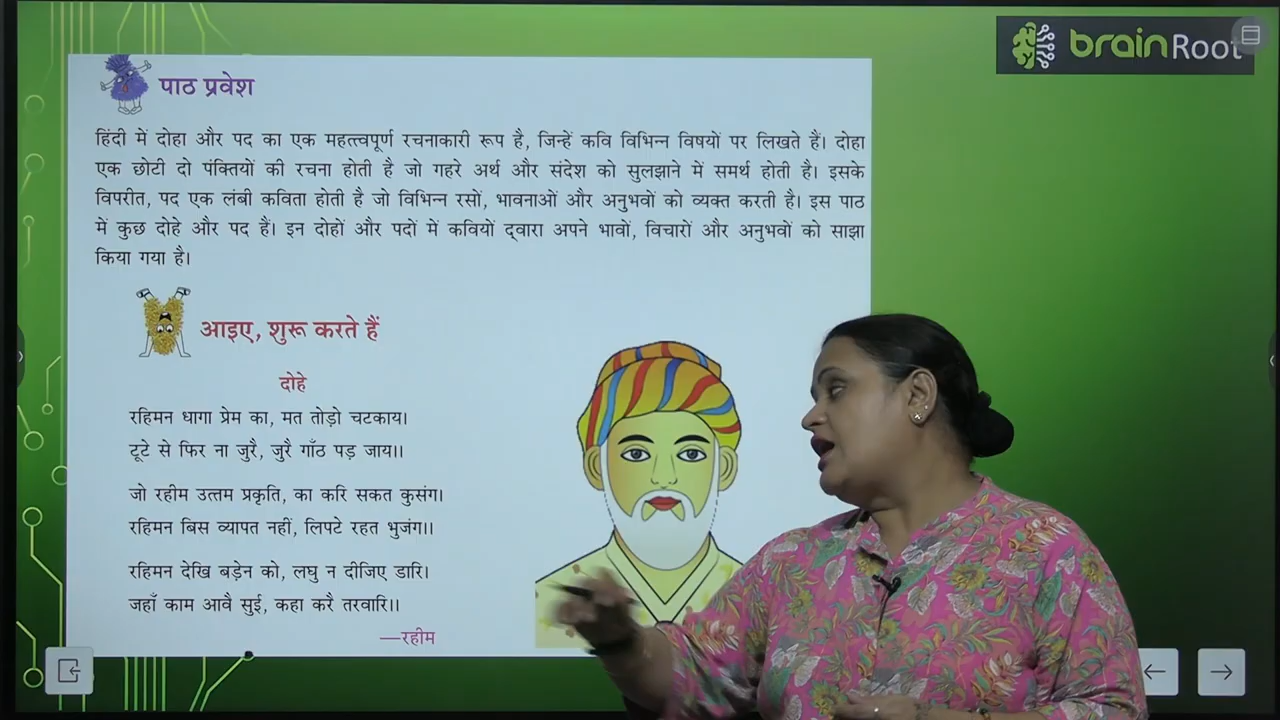 brainRoot
पाठ प्रवेश
हिंदी में दोहा और पद का एक महत्त्वपूर्ण रचनाकारी रूप है, जिन्हें कवि विभिन्न विषयों पर लिखते हैं। दोहा
एक छोटी दो पंक्तियों की रचना होती है जो गहरे अर्थ और संदेश को सुलझाने में समर्थ होती है। इसके
विपरीत, पद एक लंबी कविता होती है जो विभिन्न रसों, भावनाओं और अनुभवों को व्यक्त करती है। इस पाठ
में कुछ दोहे और पद हैं। इन दोहों और पदों में कवियों द्वारा अपने भावों, विचारों और अनुभवों को साझा
किया गया है।
आइए, शुरू करते हैं
दोहे
रहिमन धागा प्रेम का, मत तोड़ो चटकाय।
टूटे से फिर ना जुरै, जुरै गाँठ पड़ जाय।।
जो रहीम उत्तम प्रकृति, का करि सकत कुसंग।
रहिमन बिस व्यापत नहीं, लिपटे रहत भुजंग।।
रहिमन देखि बड़ेन को, लघु न दीजिए डारि।
जहाँ काम आवै सुई, कहा करै तरवारि।।
—रहीम